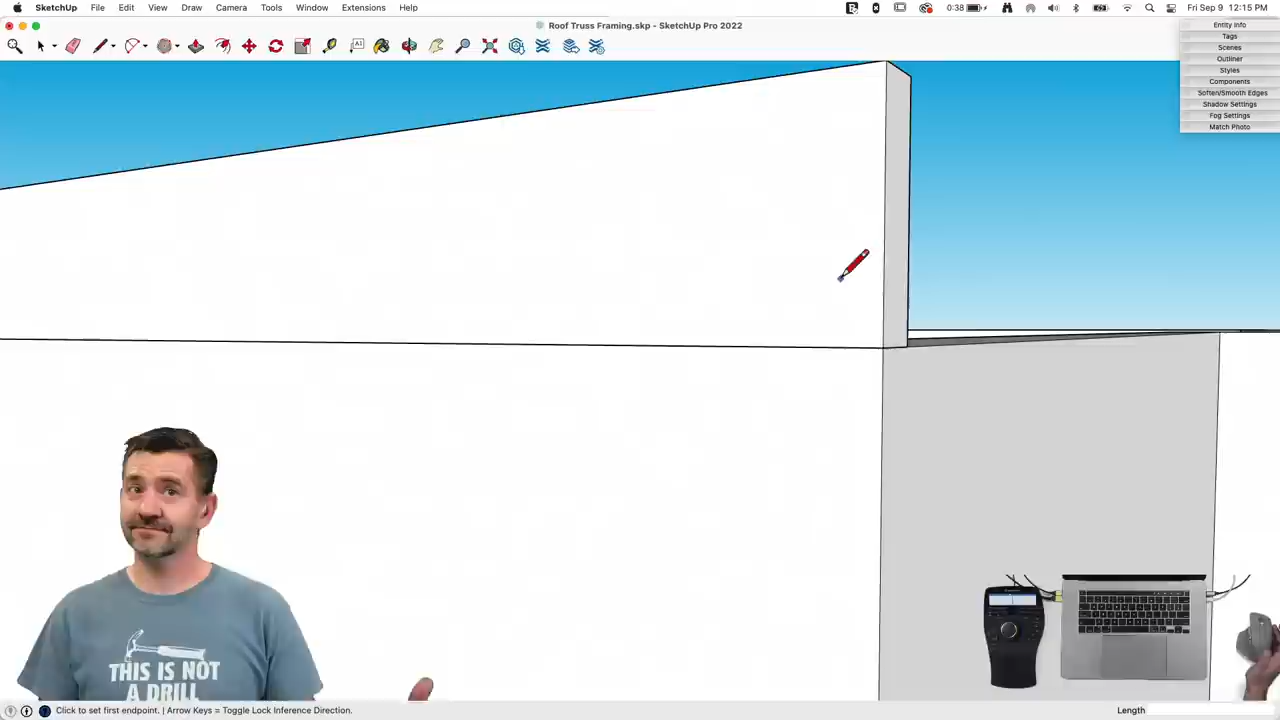 SketchUp File Edit View Draw Camera Tools Window Extensions Help
0:38 Fri Sep 9 12:15 PM
Roof Truss Framing.skp - SketchUp Pro 2022
Entity Info
Tags
Scenes
Outliner
Styles
Components
Soften/Smooth Edges
Shadow Settings
Fog Settings
Match Photo
THIS IS NOT
A DRILL
Click to set first endpoint. | Arrow Keys = Toggle Lock Inference Direction.
Length